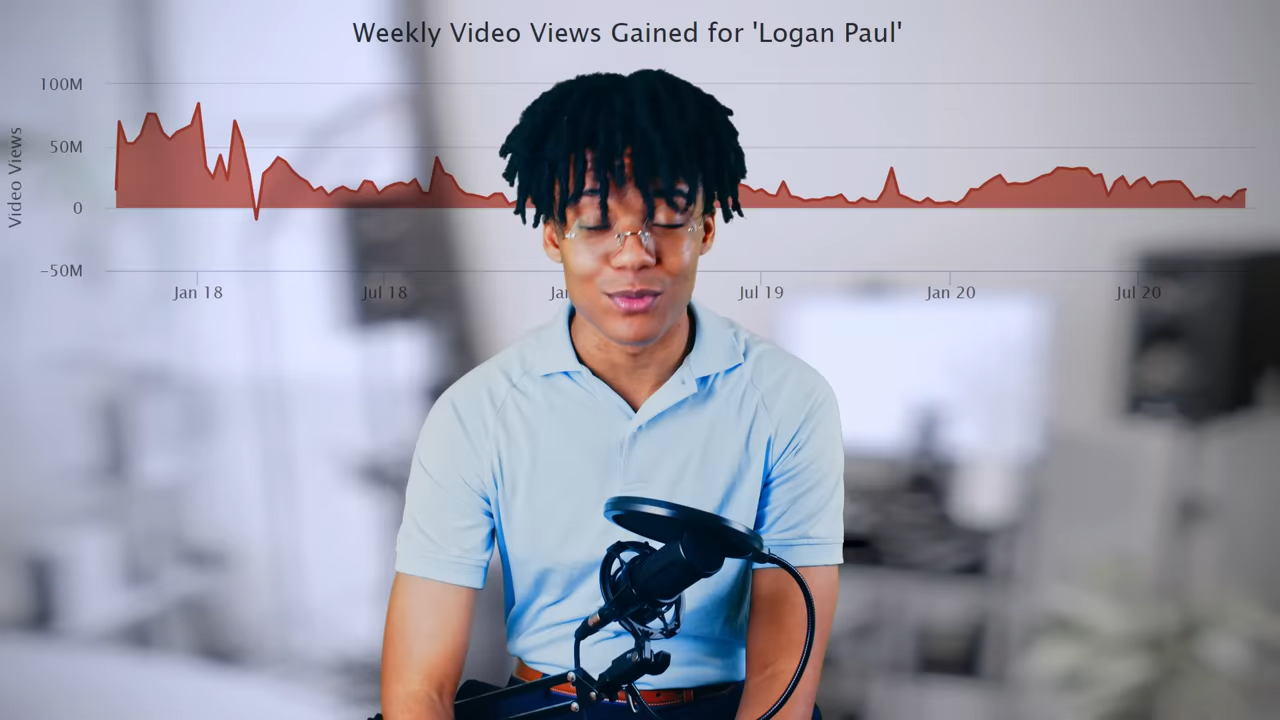 Weekly Video Views Gained for 'Logan Paul'
100M
50M
0
−50M
Video Views
Jan 18
Jul 18
Jul 19
Jan 20
Jul 20